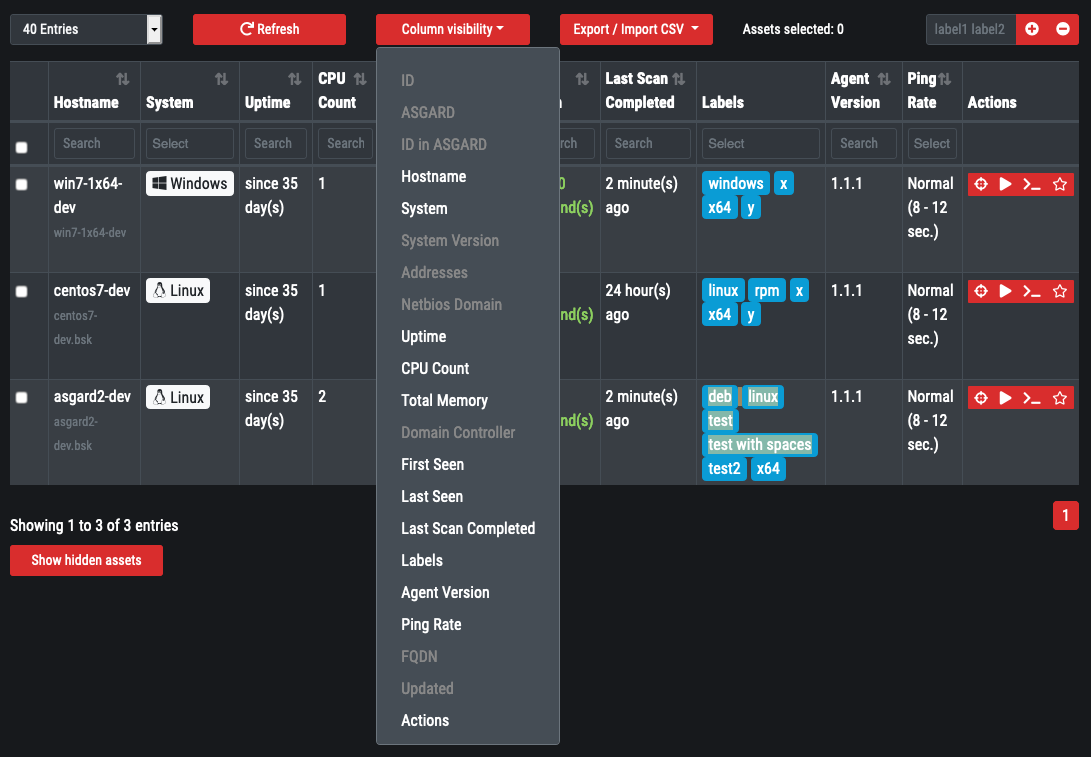 40 Entries
Refresh
Column visibility
Export / Import CSV
Assets selected: 0
label1 label2
Hostname
System
Uptime
CPU
Count
Last Scan
Completed
Labels
Agent
Version
Ping
Rate
Actions
Search
Select
Search
Search
Search
Select
Search
Select
win7-1x64-
dev
win7-1x64-dev
Windows
since 35
day(s)
1
0
nd(s)
2 minute(s)
ago
windows x
x64 y
1.1.1
Normal
(8 - 12
sec.)
centos7-dev
centos7-
dev.bsk
Linux
since 35
day(s)
1
nd(s)
24 hour(s)
ago
linux rpm x
x64 y
1.1.1
Normal
(8 - 12
sec.)
asgard2-dev
asgard2-
dev.bsk
Linux
since 35
day(s)
2
nd(s)
2 minute(s)
ago
deb linux
test
test with spaces
test2 x64
1.1.1
Normal
(8 - 12
sec.)
ID
ASGARD
ID in ASGARD
Hostname
System
System Version
Addresses
Netbios Domain
Uptime
CPU Count
Total Memory
Domain Controller
First Seen
Last Seen
Last Scan Completed
Labels
Agent Version
Ping Rate
FQDN
Updated
Actions
Showing 1 to 3 of 3 entries
1
Show hidden assets